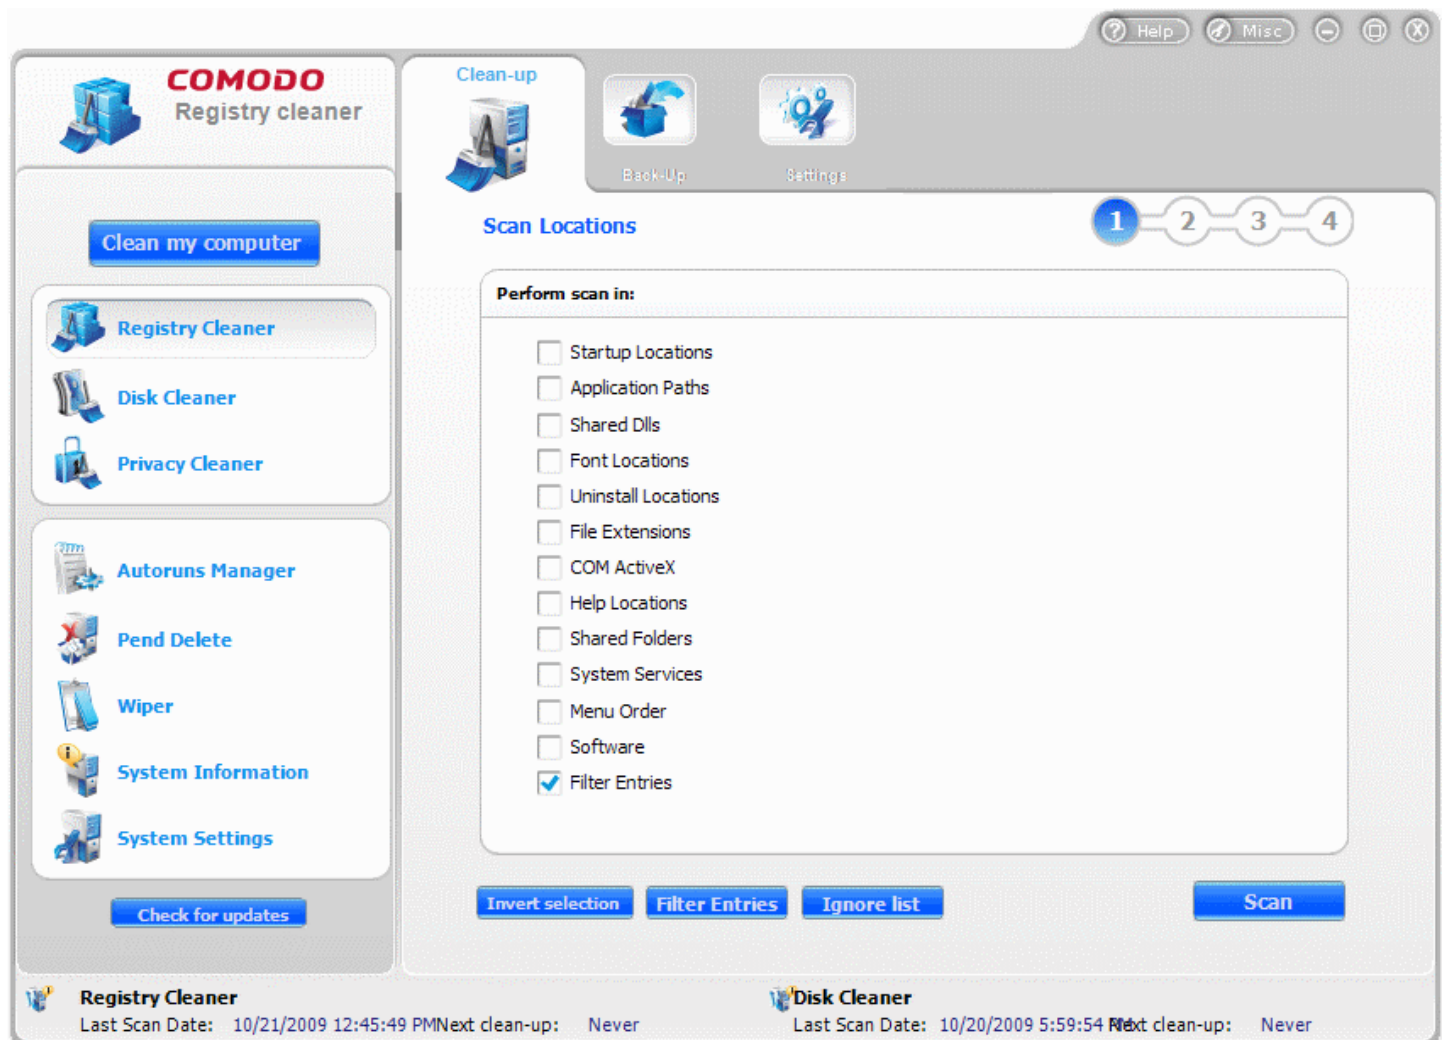 Help
Misc
COMODO
Registry cleaner
Clean-up
Back-Up
Settings
Clean my computer
Scan Locations
1 2 3 4
Registry Cleaner
Disk Cleaner
Privacy Cleaner
Autoruns Manager
Pend Delete
Wiper
System Information
System Settings
Check for updates
Perform scan in:
Startup Locations
Application Paths
Shared Dlls
Font Locations
Uninstall Locations
File Extensions
COM ActiveX
Help Locations
Shared Folders
System Services
Menu Order
Software
Filter Entries
Invert selection
Filter Entries
Ignore list
Scan
Registry Cleaner
Last Scan Date: 10/21/2009 12:45:49 PMNext clean-up: Never
Disk Cleaner
Last Scan Date: 10/20/2009 5:59:54 clean-up: Never